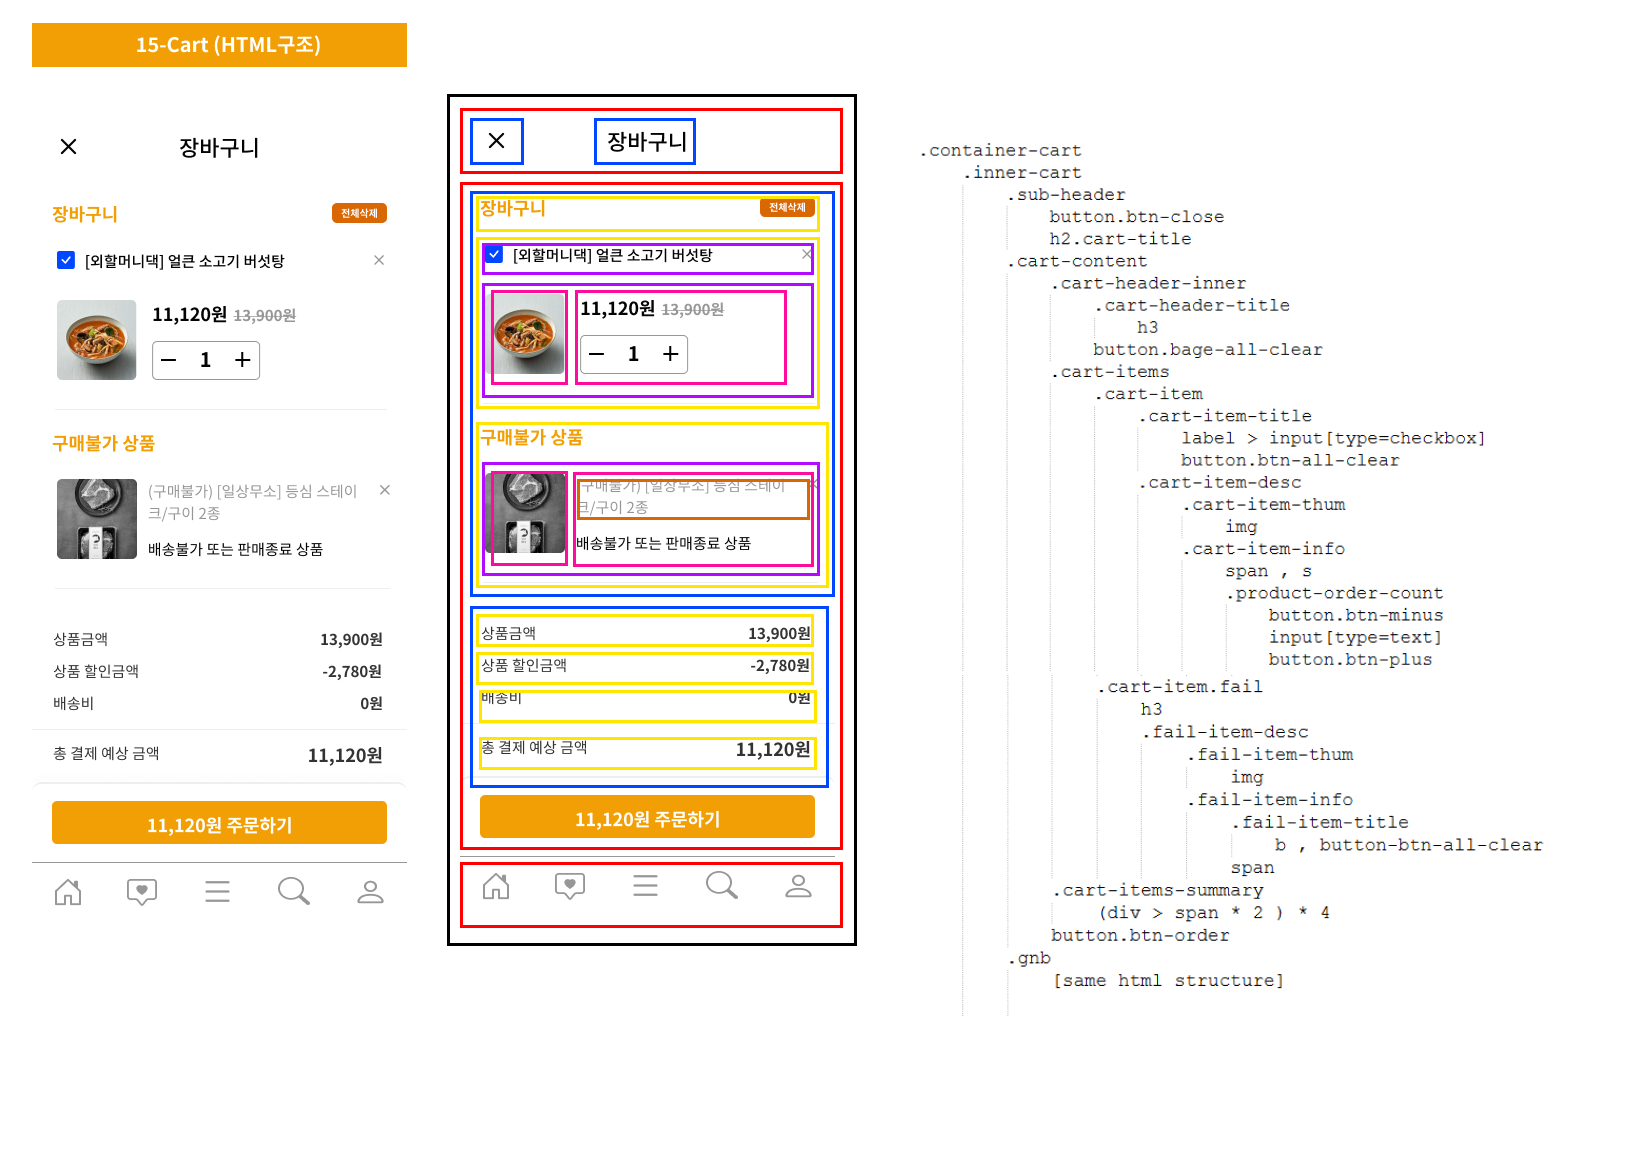 15-Cart (HTML구조)
장바구니
장바구니
전체삭제
[외할머니댁] 얼큰 소고기 버섯탕
11,120원 13,900원
1
구매불가 상품
(구매불가) [일상무소] 등심 스테이
크/구이 2종
배송불가 또는 판매종료 상품
상품금액 13,900원
상품 할인금액 -2,780원
배송비 0원
총 결제 예상 금액 11,120원
11,120원 주문하기
장바구니
장바구니
전체삭제
[외할머니댁] 얼큰 소고기 버섯탕
11,120원 13,900원
1
구매불가 상품
(구매불가) [일상무소] 등심 스테이
크/구이 2종
배송불가 또는 판매종료 상품
상품금액 13,900원
상품 할인금액 -2,780원
배송비 0원
총 결제 예상 금액 11,120원
11,120원 주문하기
.container-cart
.inner-cart
.sub-header
button.btn-close
h2.cart-title
.cart-content
.cart-header-inner
.cart-header-title
h3
button.bage-all-clear
.cart-items
.cart-item
.cart-item-title
label > input[type=checkbox]
button.btn-all-clear
.cart-item-desc
.cart-item-thum
img
.cart-item-info
span , s
.product-order-count
button.btn-minus
input[type=text]
button.btn-plus
.cart-item.fail
h3
.fail-item-desc
.fail-item-thum
img
.fail-item-info
.fail-item-title
b , button-btn-all-clear
span
.cart-items-summary
(div > span * 2 ) * 4
button.btn-order
.gnb
[same html structure]